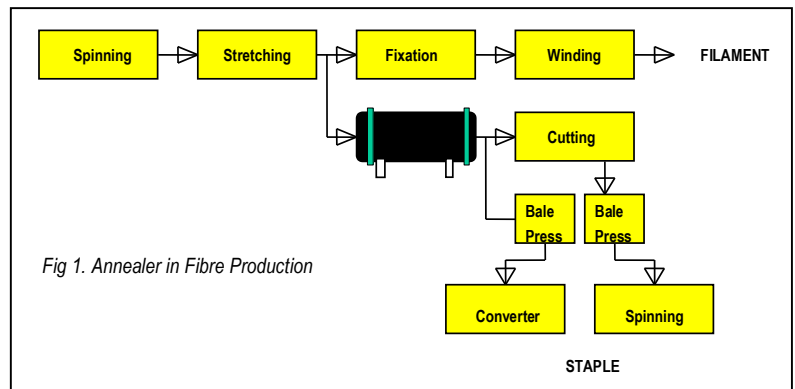 Spinning
Stretching
Fixation
Winding
FILAMENT
Cutting
Bale
Press
Bale
Press
Fig 1. Annealer in Fibre Production
Converter
Spinning
STAPLE